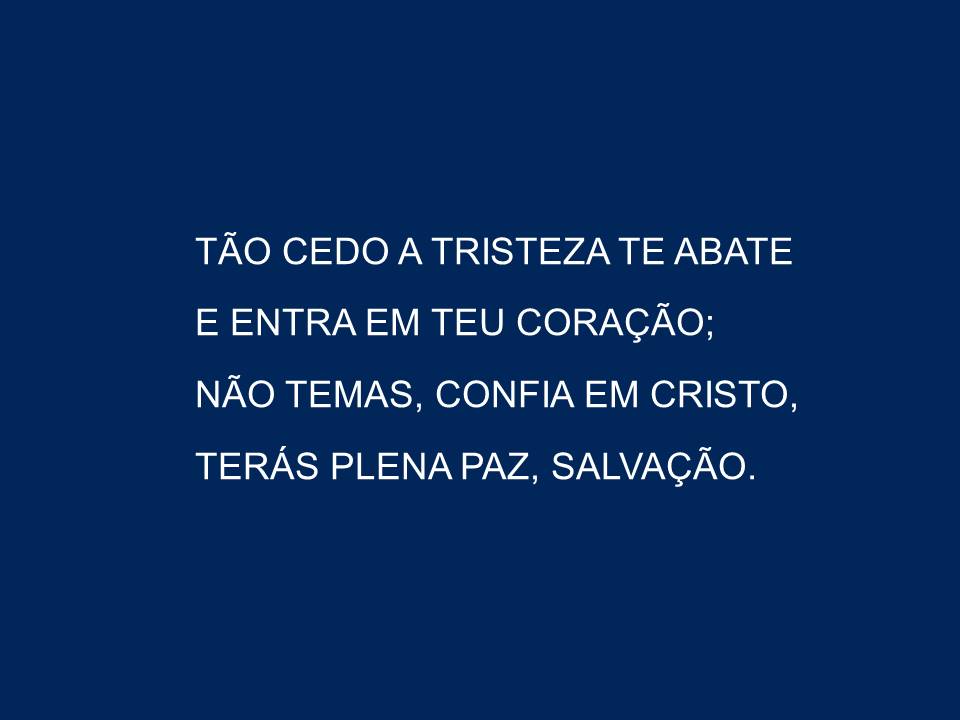 TÃO CEDO A TRISTEZA TE ABATE
E ENTRA EM TEU CORAÇÃO;
NÃO TEMAS, CONFIA EM CRISTO,
TERÁS PLENA PAZ, SALVAÇÃO.